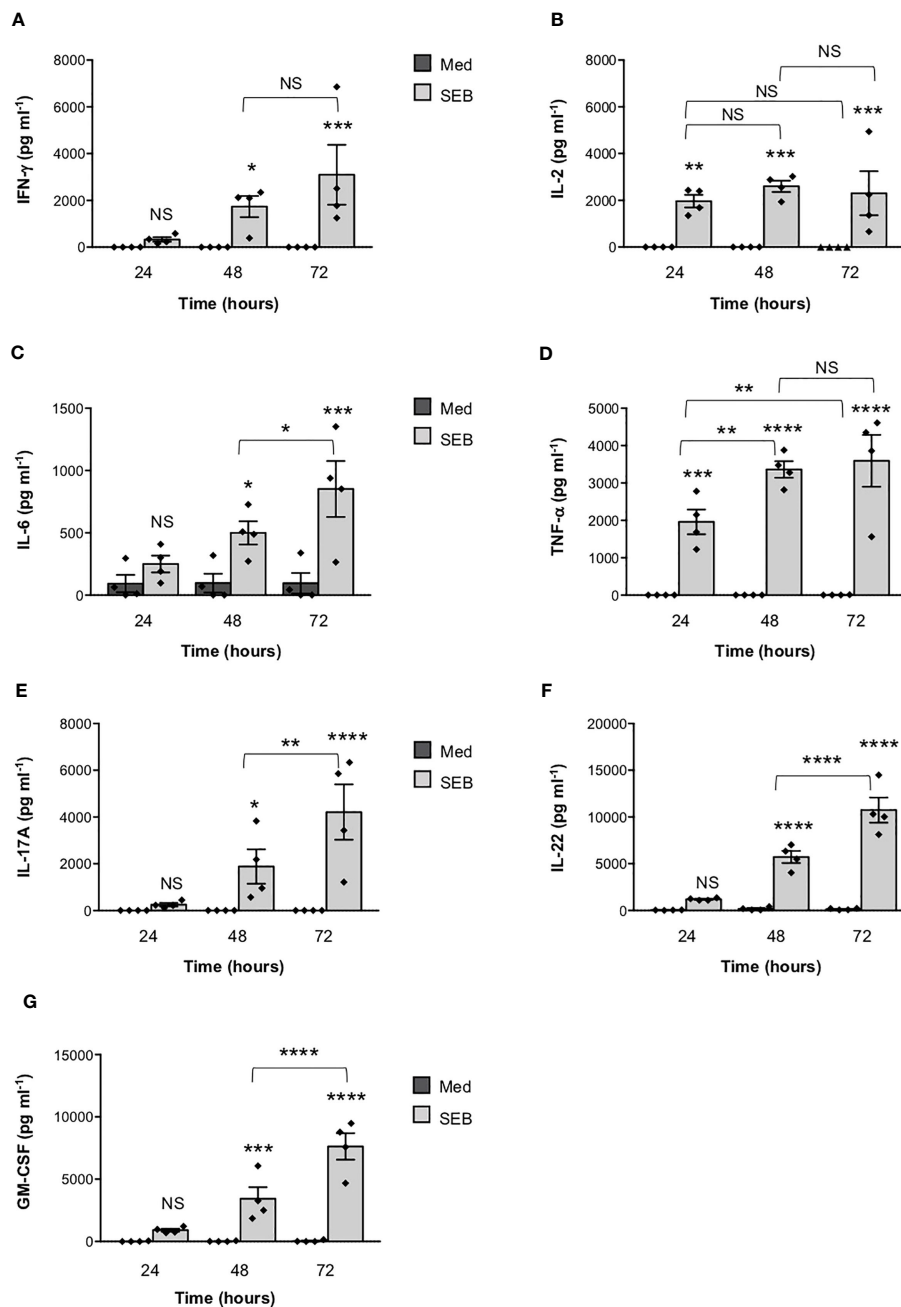 A
B
8000
6000
4000
2000
0
IFN-γ (pg ml-1)
NS
*
NS
***
24
48
72
Time (hours)
Med
SEB
8000
6000
4000
2000
0
IL-2 (pg ml-1)
NS
NS
NS
**
***
***
24
48
72
Time (hours)
C
D
1500
1000
500
0
IL-6 (pg ml-1)
NS
*
*
***
24
48
72
Time (hours)
Med
SEB
5000
4000
3000
2000
1000
0
TNF-α (pg ml-1)
NS
**
**
***
****
****
24
48
72
Time (hours)
E
F
8000
6000
4000
2000
0
IL-17A (pg ml-1)
NS
*
**
****
24
48
72
Time (hours)
Med
SEB
20000
15000
10000
5000
0
IL-22 (pg ml-1)
NS
****
****
****
24
48
72
Time (hours)
G
15000
10000
5000
0
GM-CSF (pg ml-1)
NS
***
****
****
24
48
72
Time (hours)
Med
SEB